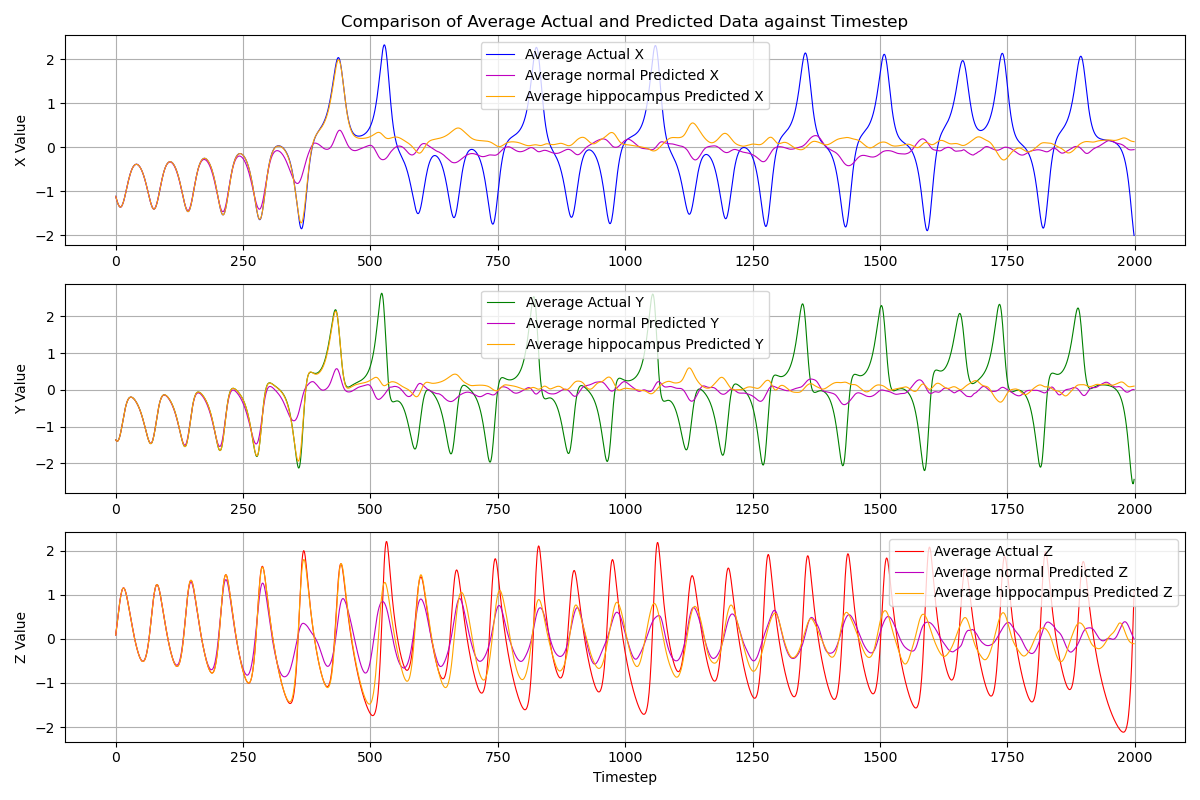 Comparison of Average Actual and Predicted Data against Timestep
X Value
2
1
0
−1
−2
Average Actual X
Average normal Predicted X
Average hippocampus Predicted X
0 250 500 750 1000 1250 1500 1750 2000
Y Value
2
1
0
−1
−2
Average Actual Y
Average normal Predicted Y
Average hippocampus Predicted Y
0 250 500 750 1000 1250 1500 1750 2000
Z Value
2
1
0
−1
−2
Average Actual Z
Average normal Predicted Z
Average hippocampus Predicted Z
0 250 500 750 1000 1250 1500 1750 2000
Timestep